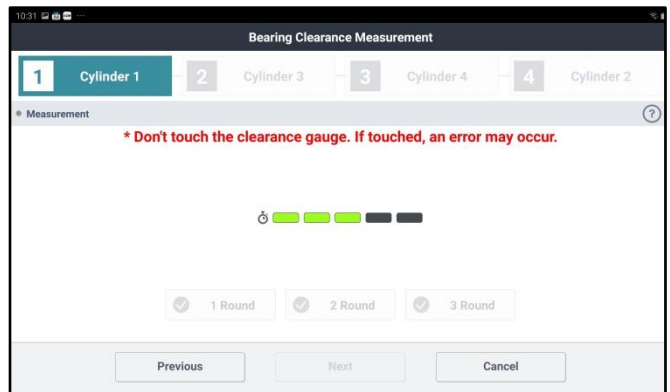 10:31
Bearing Clearance Measurement
1 Cylinder 1 2 Cylinder 3 3 Cylinder 4 4 Cylinder 2
Measurement ?
* Don't touch the clearance gauge. If touched, an error may occur.
1 Round 2 Round 3 Round
Previous Next Cancel